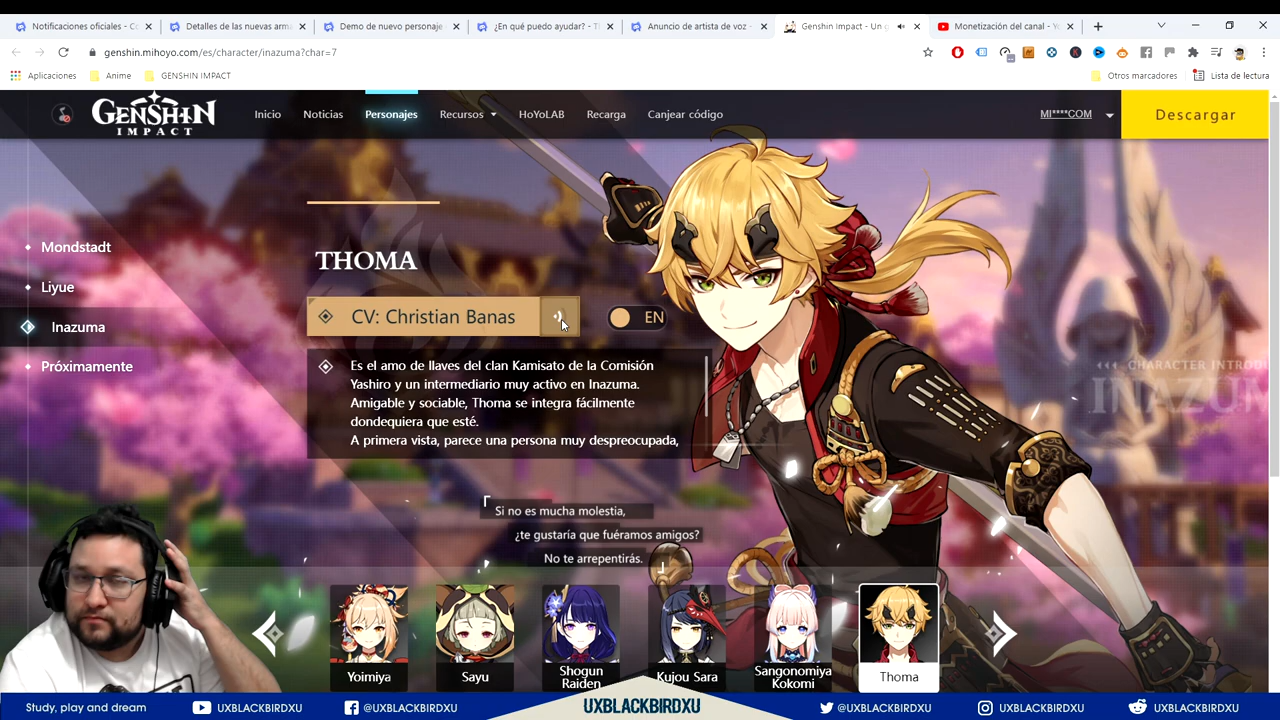 Notificaciones oficiales - C
Detalles de las nuevas arm
Demo de nuevo personaje
¿En qué puedo ayudar? - T
Anuncio de artista de voz -
Genshin Impact - Un
Monetización del canal - Y
genshin.mihoyo.com/es/character/inazuma?char=7
Aplicaciones
Anime
GENSHIN IMPACT
Otros marcadores
Lista de lectura
GENSHIN
IMPACT
Inicio
Noticias
Personajes
Recursos
HoYoLAB
Recarga
Canjear código
MI****COM
Descargar
Mondstadt
Liyue
Inazuma
Próximamente
THOMA
CV: Christian Banas
EN
Es el amo de llaves del clan Kamisato de la Comisión
Yashiro y un intermediario muy activo en Inazuma.
Amigable y sociable, Thoma se integra fácilmente
dondequiera que esté.
A primera vista, parece una persona muy despreocupada,
CHARACTER INTRODU
INAZUM
Si no es mucha molestia,
¿te gustaría que fuéramos amigos?
No te arrepentirás.
Yoimiya
Sayu
Shogun
Raiden
Kujou Sara
Sangonomiya
Kokomi
Thoma
Study, play and dream
UXBLACKBIRDXU
@UXBLACKBIRDXU
UXBLACKBIRDXU
@UXBLACKBIRDXU
UXBLACKBIRDXU
UXBLACKBIRDXU